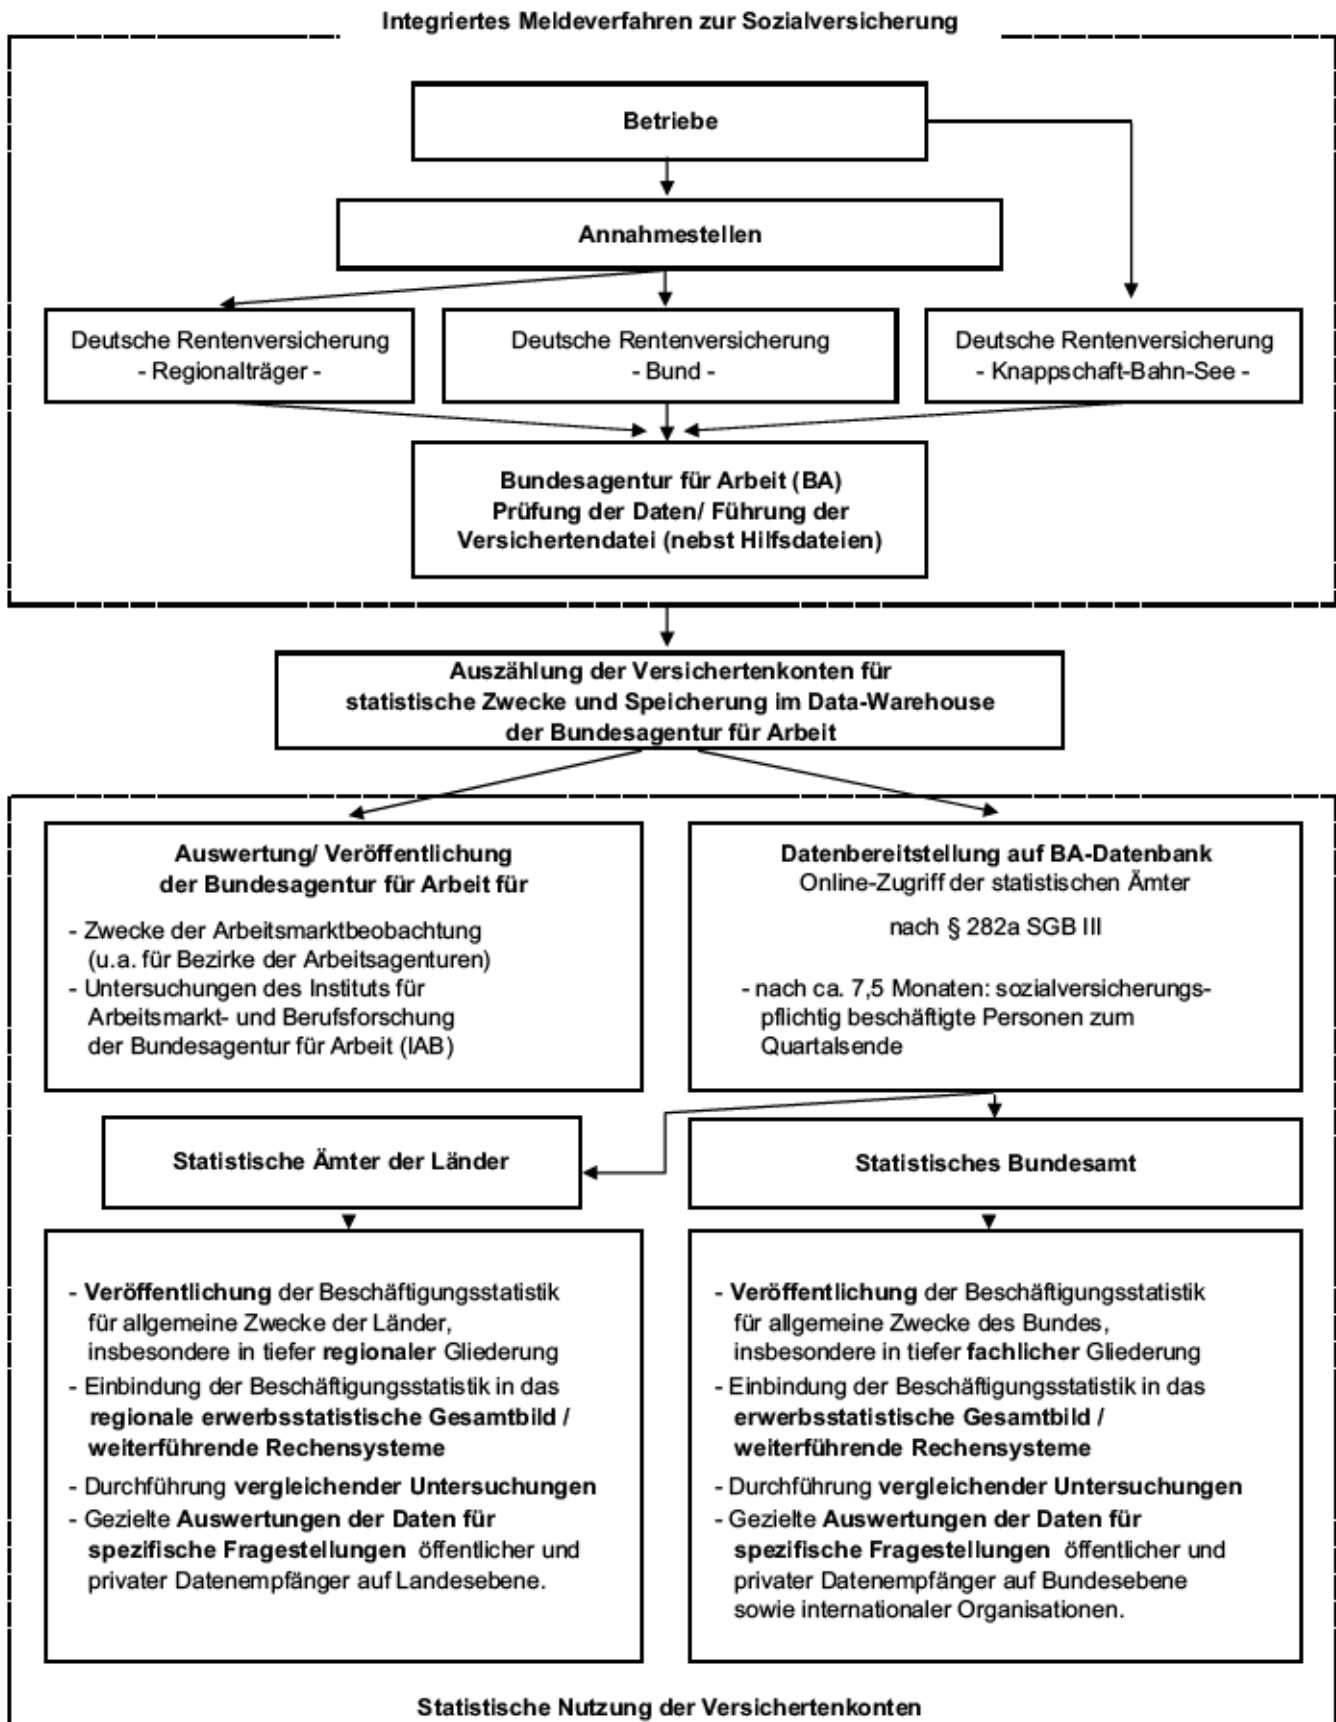 Integriertes Meldeverfahren zur Sozialversicherung
Betriebe
Annahmestellen
Deutsche Rentenversicherung
- Regionalträger -
Deutsche Rentenversicherung
- Bund -
Deutsche Rentenversicherung
- Knappschaft-Bahn-See -
Bundesagentur für Arbeit (BA)
Prüfung der Daten/ Führung der
Versichertendatei (nebst Hilfsdateien)
Auszählung der Versichertenkonten für
statistische Zwecke und Speicherung im Data-Warehouse
der Bundesagentur für Arbeit
Auswertung/ Veröffentlichung
der Bundesagentur für Arbeit für
- Zwecke der Arbeitsmarktbeobachtung
(u.a. für Bezirke der Arbeitsagenturen)
- Untersuchungen des Instituts für
Arbeitsmarkt- und Berufsforschung
der Bundesagentur für Arbeit (IAB)
Datenbereitstellung auf BA-Datenbank
Online-Zugriff der statistischen Ämter
nach § 282a SGB III
- nach ca. 7,5 Monaten: sozialversicherungs-
pflichtig beschäftigte Personen zum
Quartalsende
Statistische Ämter der Länder
Statistisches Bundesamt
- Veröffentlichung der Beschäftigungsstatistik
für allgemeine Zwecke der Länder,
insbesondere in tiefer regionaler Gliederung
- Einbindung der Beschäftigungsstatistik in das
regionale erwerbsstatistische Gesamtbild /
weiterführende Rechensysteme
- Durchführung vergleichender Untersuchungen
- Gezielte Auswertungen der Daten für
spezifische Fragestellungen öffentlicher und
privater Datenempfänger auf Landesebene.
- Veröffentlichung der Beschäftigungsstatistik
für allgemeine Zwecke des Bundes,
insbesondere in tiefer fachlicher Gliederung
- Einbindung der Beschäftigungsstatistik in das
erwerbsstatistische Gesamtbild /
weiterführende Rechensysteme
- Durchführung vergleichender Untersuchungen
- Gezielte Auswertungen der Daten für
spezifische Fragestellungen öffentlicher und
privater Datenempfänger auf Bundesebene
sowie internationaler Organisationen.
Statistische Nutzung der Versichertenkonten